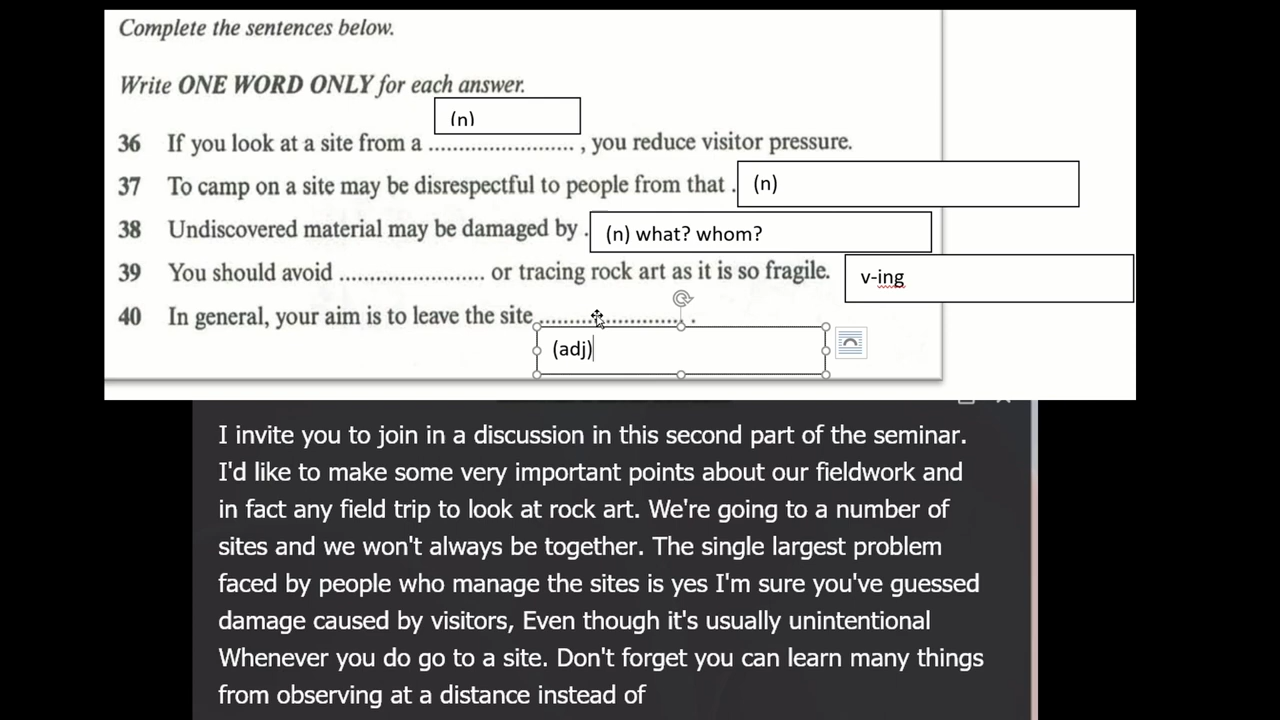 Complete the sentences below.
Write ONE WORD ONLY for each answer.
(n)
36 If you look at a site from a ........................ , you reduce visitor pressure.
37 To camp on a site may be disrespectful to people from that . (n)
38 Undiscovered material may be damaged by . (n) what? whom?
39 You should avoid ........................ or tracing rock art as it is so fragile. v-ing
40 In general, your aim is to leave the site ........................ .
(adj)
I invite you to join in a discussion in this second part of the seminar.
I'd like to make some very important points about our fieldwork and
in fact any field trip to look at rock art. We're going to a number of
sites and we won't always be together. The single largest problem
faced by people who manage the sites is yes I'm sure you've guessed
damage caused by visitors, Even though it's usually unintentional
Whenever you do go to a site. Don't forget you can learn many things
from observing at a distance instead of